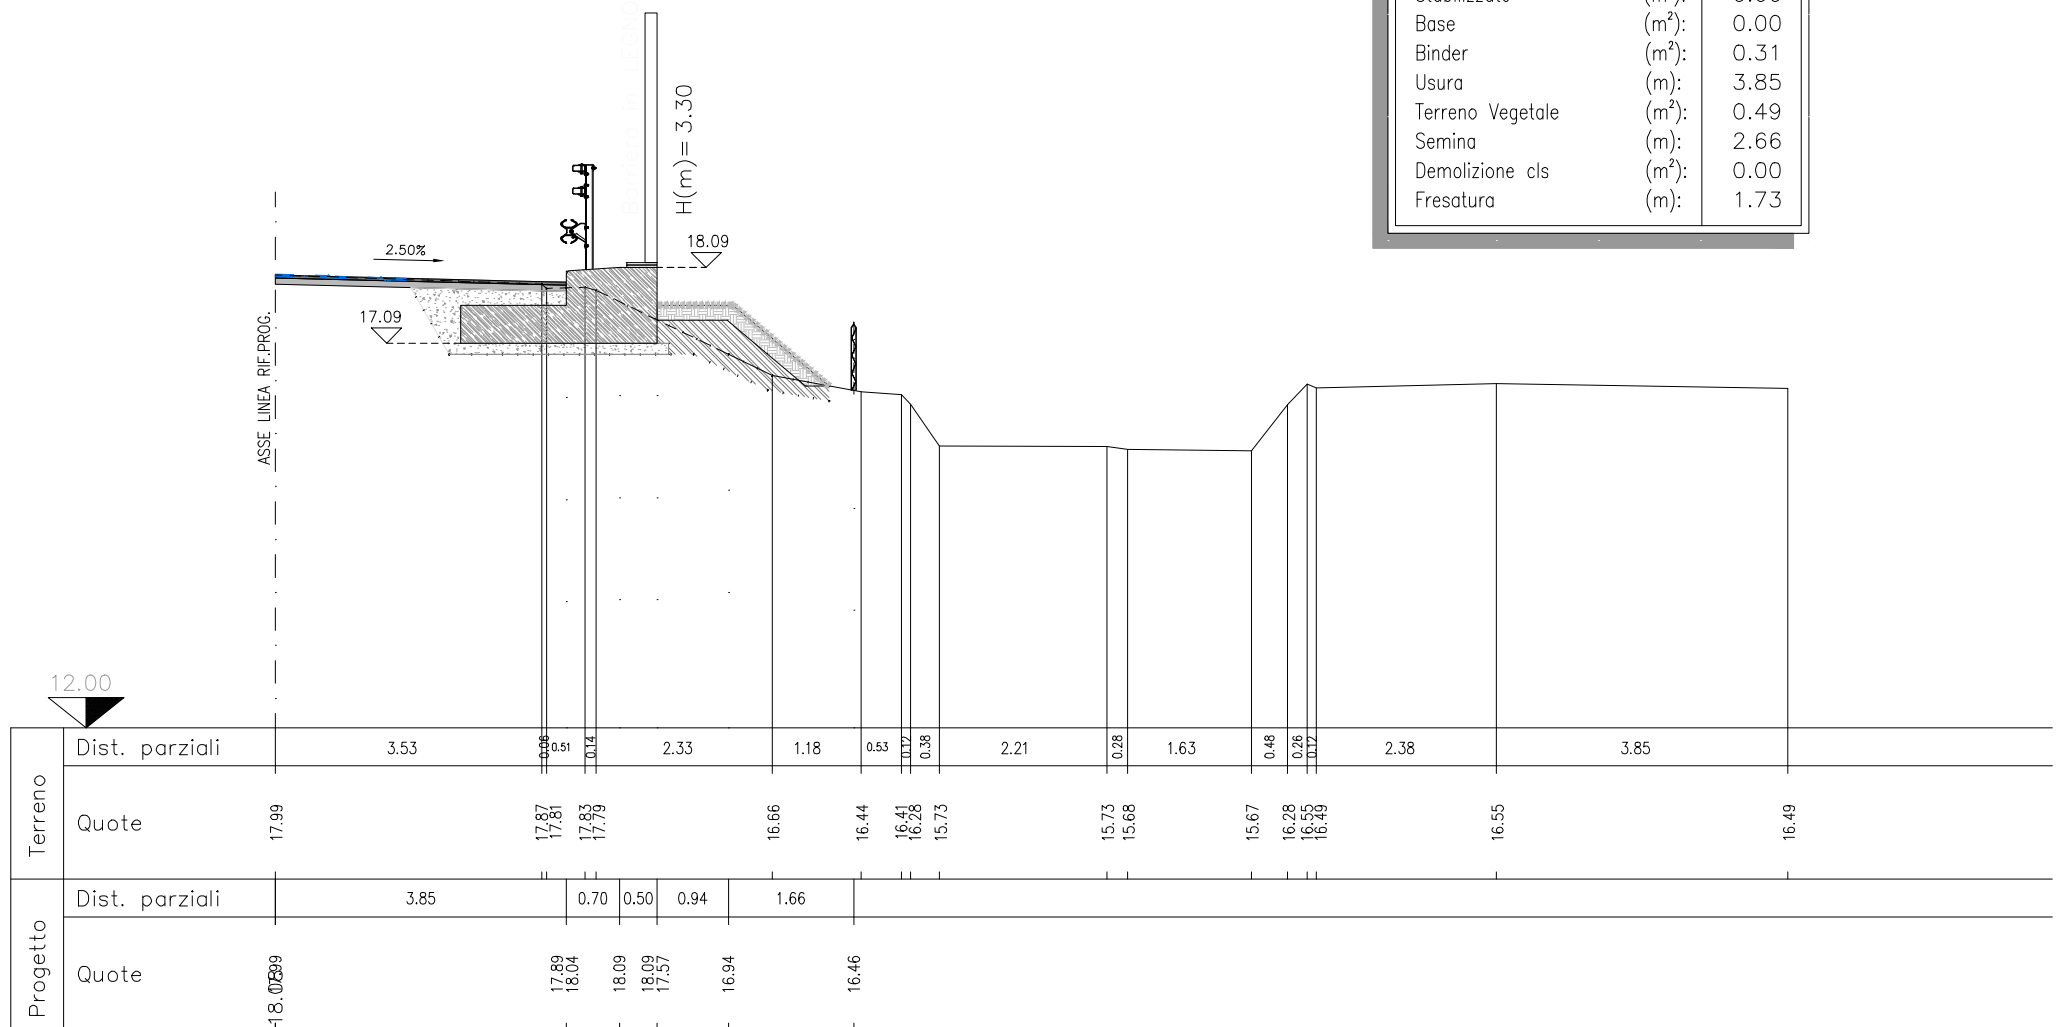 Base (m²): 0.00
Binder (m²): 0.31
Usura (m): 3.85
Terreno Vegetale (m²): 0.49
Semina (m): 2.66
Demolizione cls (m²): 0.00
Fresatura (m): 1.73
H(m)= 3.30
2.50%
18.09
17.09
ASSE LINEA RIF.PROG.
12.00
Terreno
Dist. parziali 3.53 0.06 0.51 0.14 2.33 1.18 0.53 0.12 0.38 2.21 0.28 1.63 0.48 0.26 0.12 2.38 3.85
Quote 17.99 17.87 17.81 17.83 17.79 16.66 16.44 16.41 16.28 15.73 15.73 15.68 15.67 16.28 16.55 16.49 16.55 16.49
Progetto
Dist. parziali 3.85 0.70 0.50 0.94 1.66
Quote 17.89 18.04 18.09 18.09 17.57 16.94 16.46